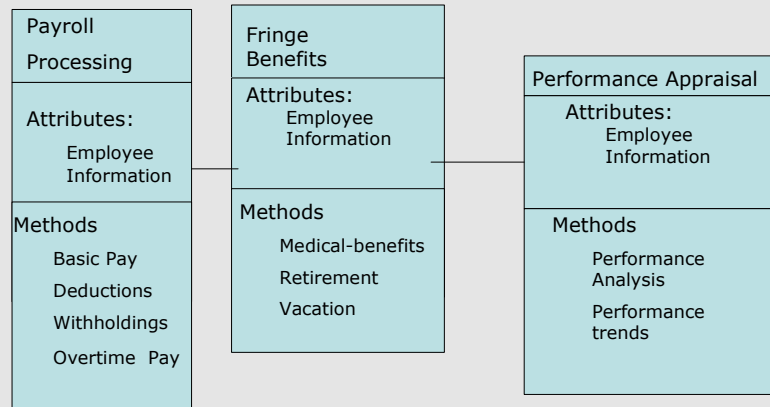 Payroll
Processing
Attributes:
Employee
Information
Methods
Basic Pay
Deductions
Withholdings
Overtime Pay
Fringe
Benefits
Attributes:
Employee
Information
Methods
Medical-benefits
Retirement
Vacation
Performance Appraisal
Attributes:
Employee
Information
Methods
Performance
Analysis
Performance
trends